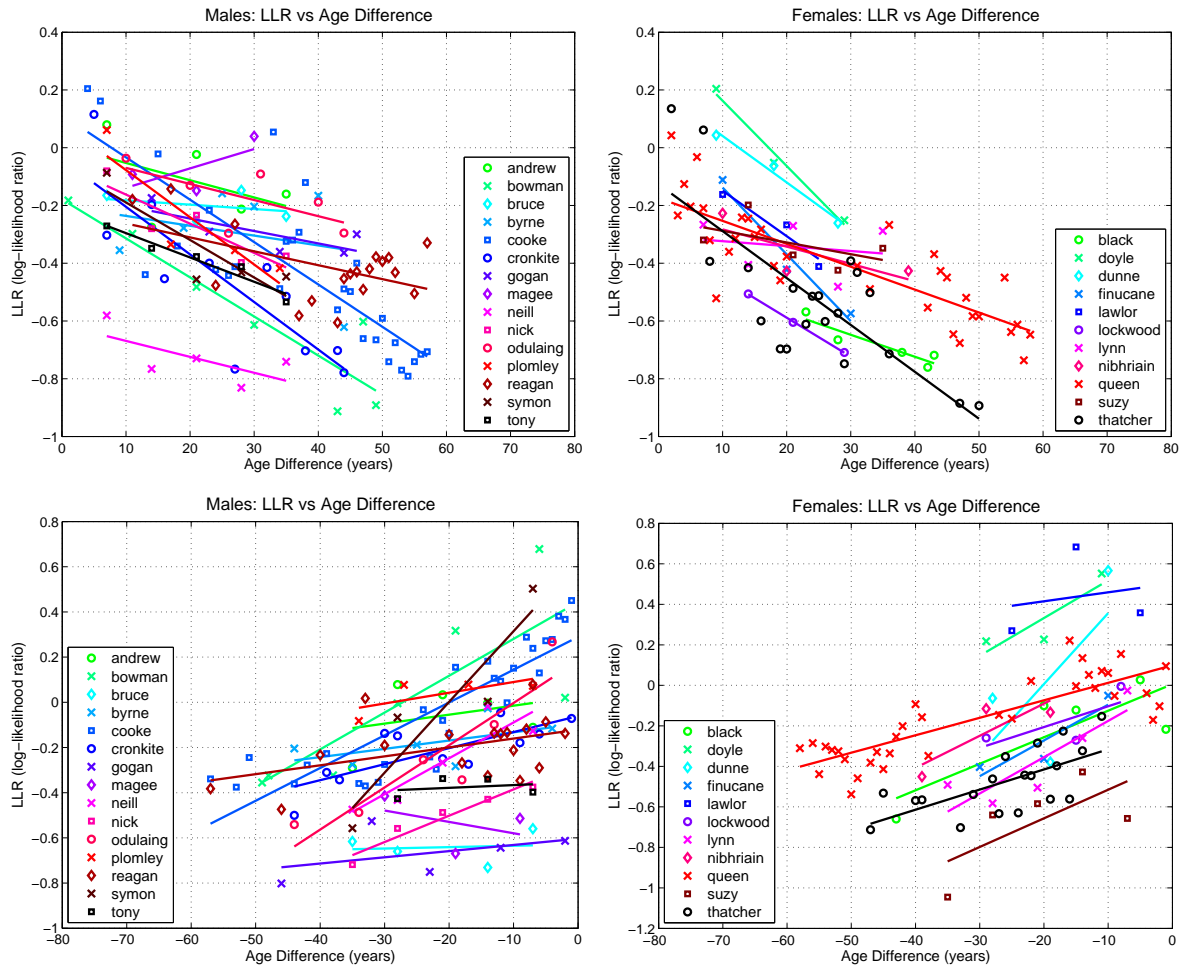 Males: LLR vs Age Difference
0.4
0.2
0
−0.2
−0.4
−0.6
−0.8
−1
LLR (log−likelihood ratio)
0 10 20 30 40 50 60 70 80
Age Difference (years)
andrew
bowman
bruce
byrne
cooke
cronkite
gogan
magee
neill
nick
odulaing
plomley
reagan
symon
tony
Females: LLR vs Age Difference
0.4
0.2
0
−0.2
−0.4
−0.6
−0.8
−1
LLR (log−likelihood ratio)
0 10 20 30 40 50 60 70 80
Age Difference (years)
black
doyle
dunne
finucane
lawlor
lockwood
lynn
nibhriain
queen
suzy
thatcher
Males: LLR vs Age Difference
0.8
0.6
0.4
0.2
0
−0.2
−0.4
−0.6
−0.8
−1
LLR (log−likelihood ratio)
−80 −70 −60 −50 −40 −30 −20 −10 0
Age Difference (years)
andrew
bowman
bruce
byrne
cooke
cronkite
gogan
magee
neill
nick
odulaing
plomley
reagan
symon
tony
Females: LLR vs Age Difference
0.8
0.6
0.4
0.2
0
−0.2
−0.4
−0.6
−0.8
−1
−1.2
LLR (log−likelihood ratio)
−80 −70 −60 −50 −40 −30 −20 −10 0
Age Difference (years)
black
doyle
dunne
finucane
lawlor
lockwood
lynn
nibhriain
queen
suzy
thatcher